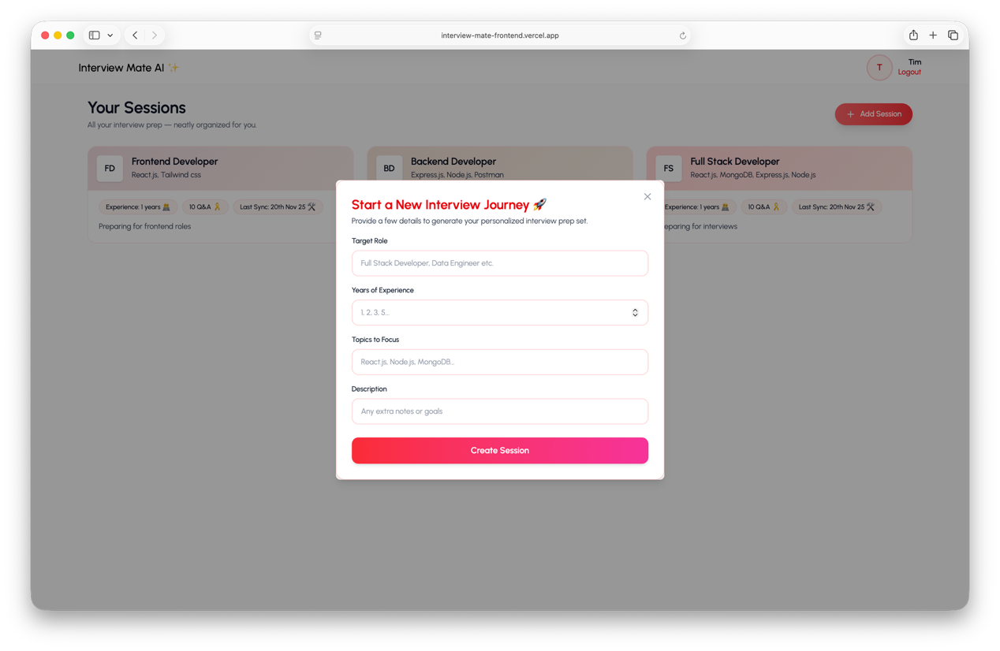 interview-mate-frontend.vercel.app
Interview Mate AI ✨
T
Tim
Logout
Your Sessions
All your interview prep — neatly organized for you.
+ Add Session
FD
Frontend Developer
React.js, Tailwind css
Experience: 1 years
10 Q&A
Last Sync: 20th Nov 25
Preparing for frontend roles
BD
Backend Developer
Express.js, Node.js, Postman
FS
Full Stack Developer
React.js, MongoDB, Express.js, Node.js
Experience: 1 years
10 Q&A
Last Sync: 20th Nov 25
eparing for interviews
Start a New Interview Journey 🚀
Provide a few details to generate your personalized interview prep set.
Target Role
Full Stack Developer, Data Engineer etc.
Years of Experience
1, 2, 3, 5...
Topics to Focus
React.js, Node.js, MongoDB...
Description
Any extra notes or goals
Create Session